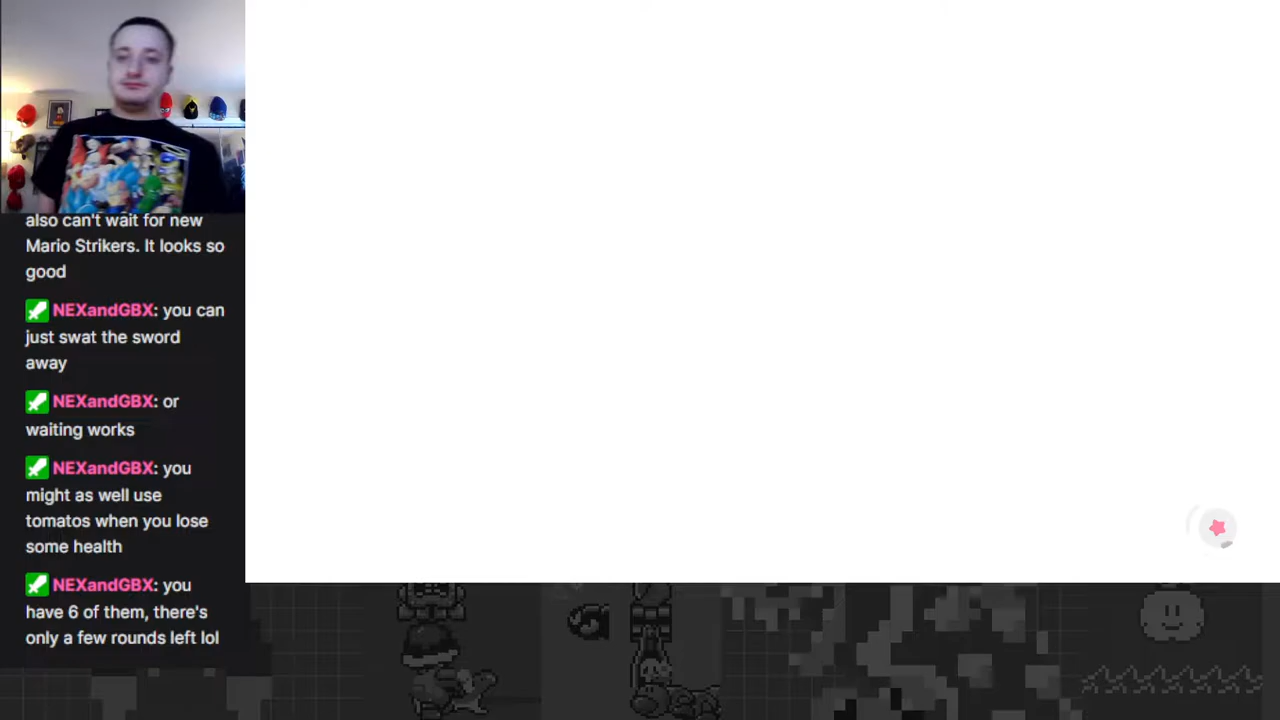 also can't wait for new
Mario Strikers. It looks so
good
NEXandGBX: you can
just swat the sword
away
NEXandGBX: or
waiting works
NEXandGBX: you
might as well use
tomatos when you lose
some health
NEXandGBX: you
have 6 of them, there's
only a few rounds left lol